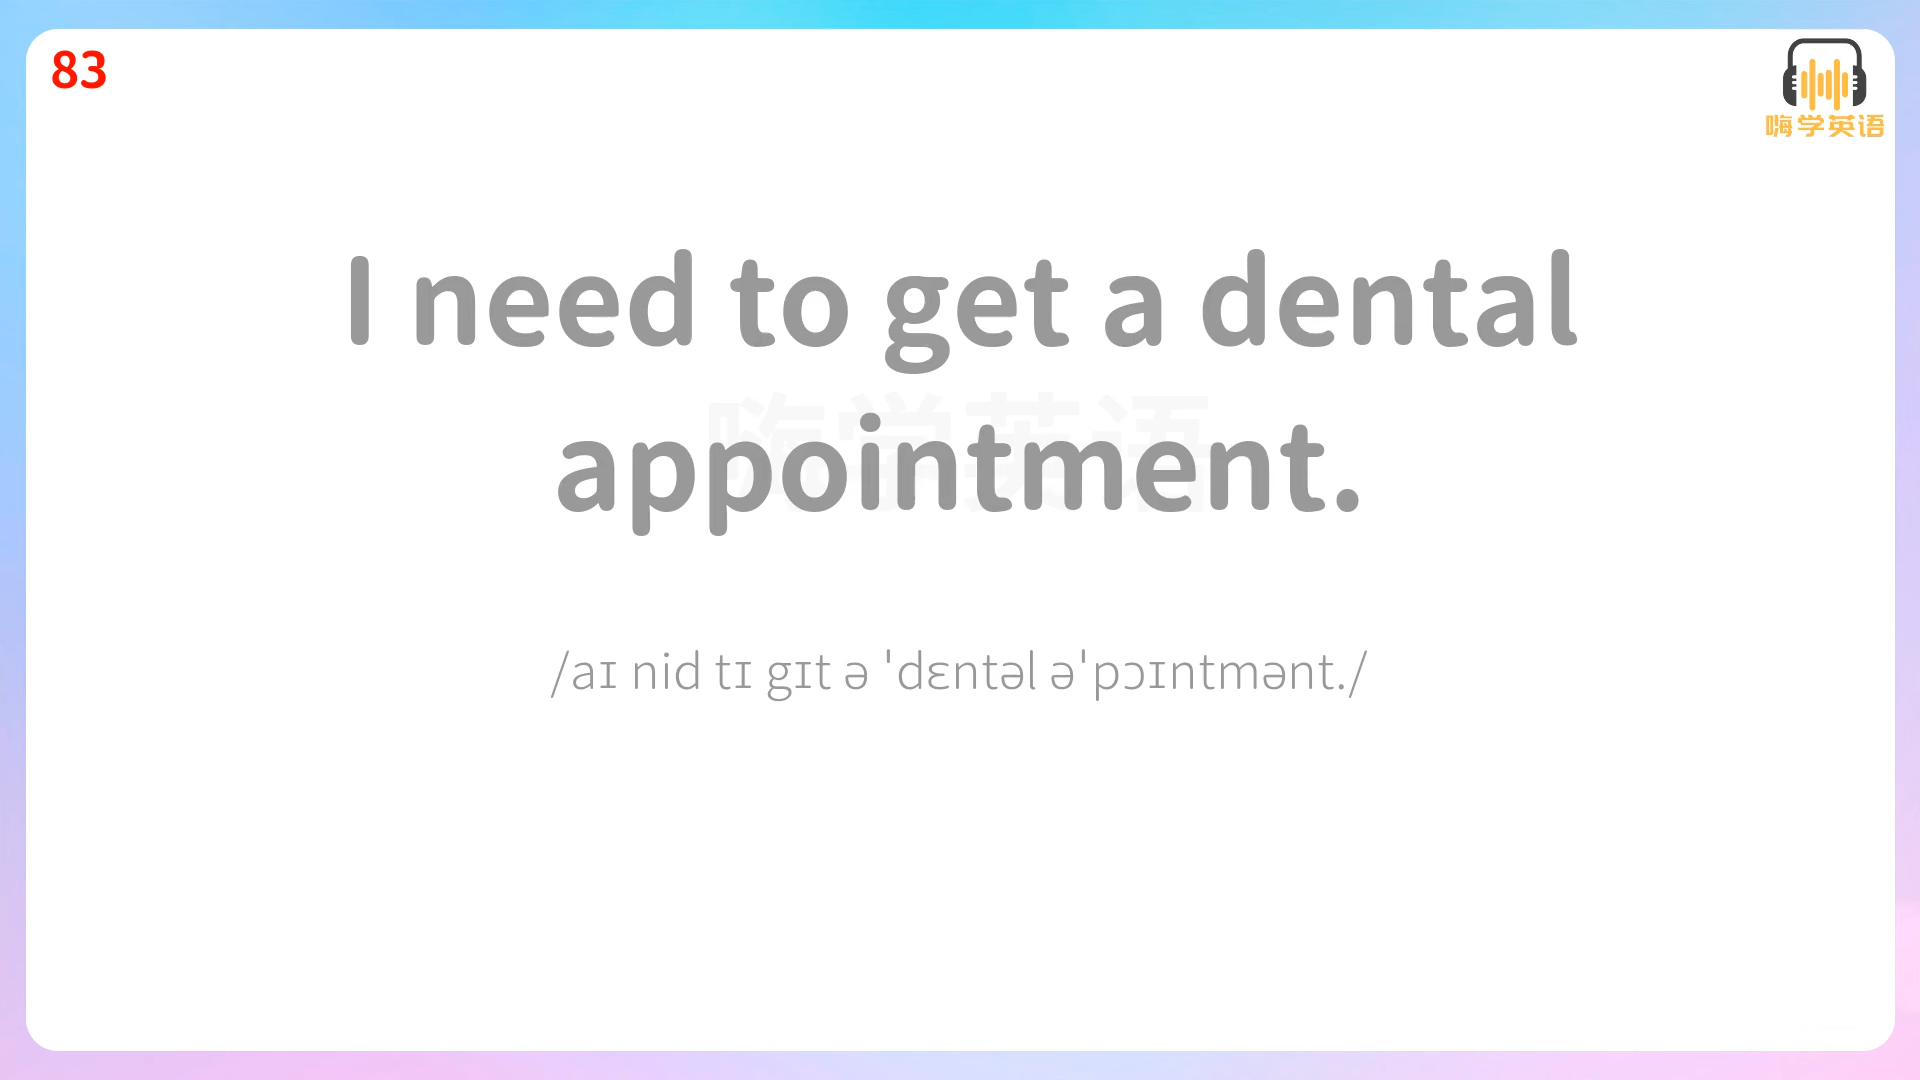 83
嗨学英语
I need to get a dental
appointment.
嗨学英语
/aɪ nid tɪ gɪt ə ˈdɛntəl əˈpɔɪntmənt./